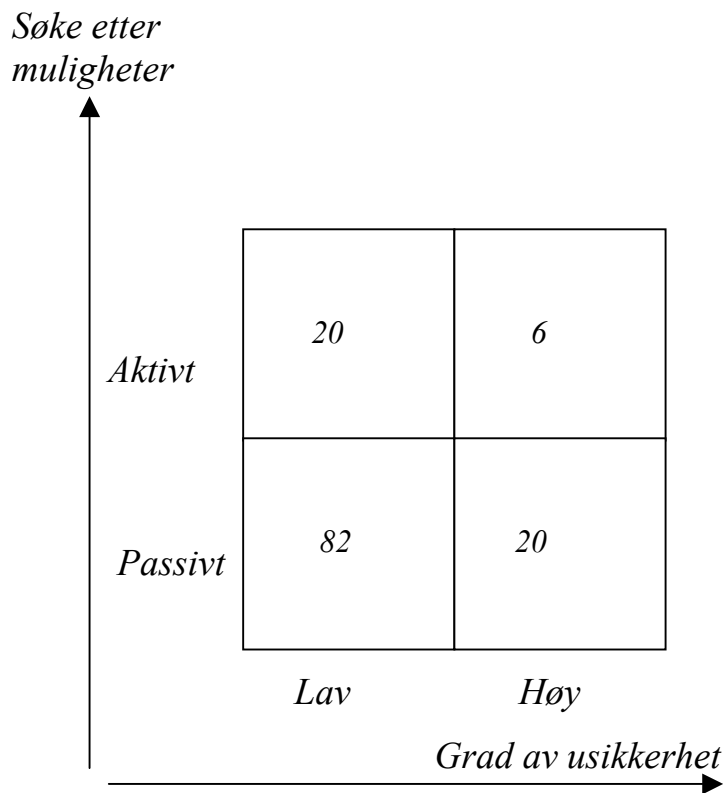 Søke etter
muligheter
20 6
Aktivt
82 20
Passivt
Lav Høy
Grad av usikkerhet